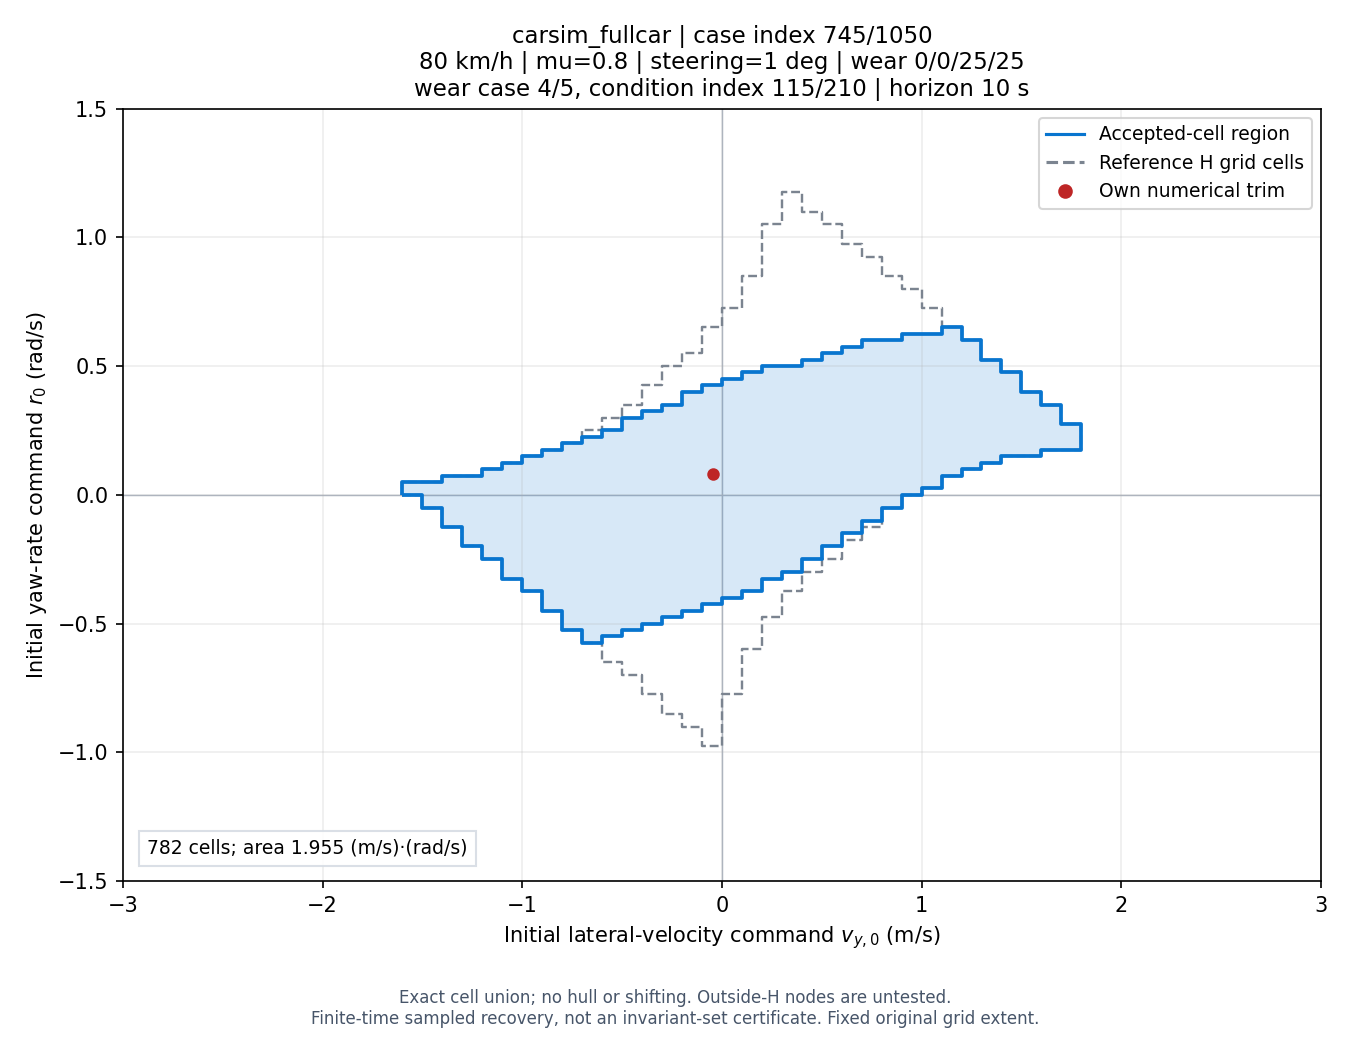 carsim_fullcar | case index 745/1050
80 km/h | mu=0.8 | steering=1 deg | wear 0/0/25/25
wear case 4/5, condition index 115/210 | horizon 10 s
Accepted-cell region
Reference H grid cells
Own numerical trim
1.5
1.0
0.5
0.0
−0.5
−1.0
−1.5
Initial yaw-rate command r0 (rad/s)
782 cells; area 1.955 (m/s)·(rad/s)
−3
−2
−1
0
1
2
3
Initial lateral-velocity command vy,0 (m/s)
Exact cell union; no hull or shifting. Outside-H nodes are untested.
Finite-time sampled recovery, not an invariant-set certificate. Fixed original grid extent.